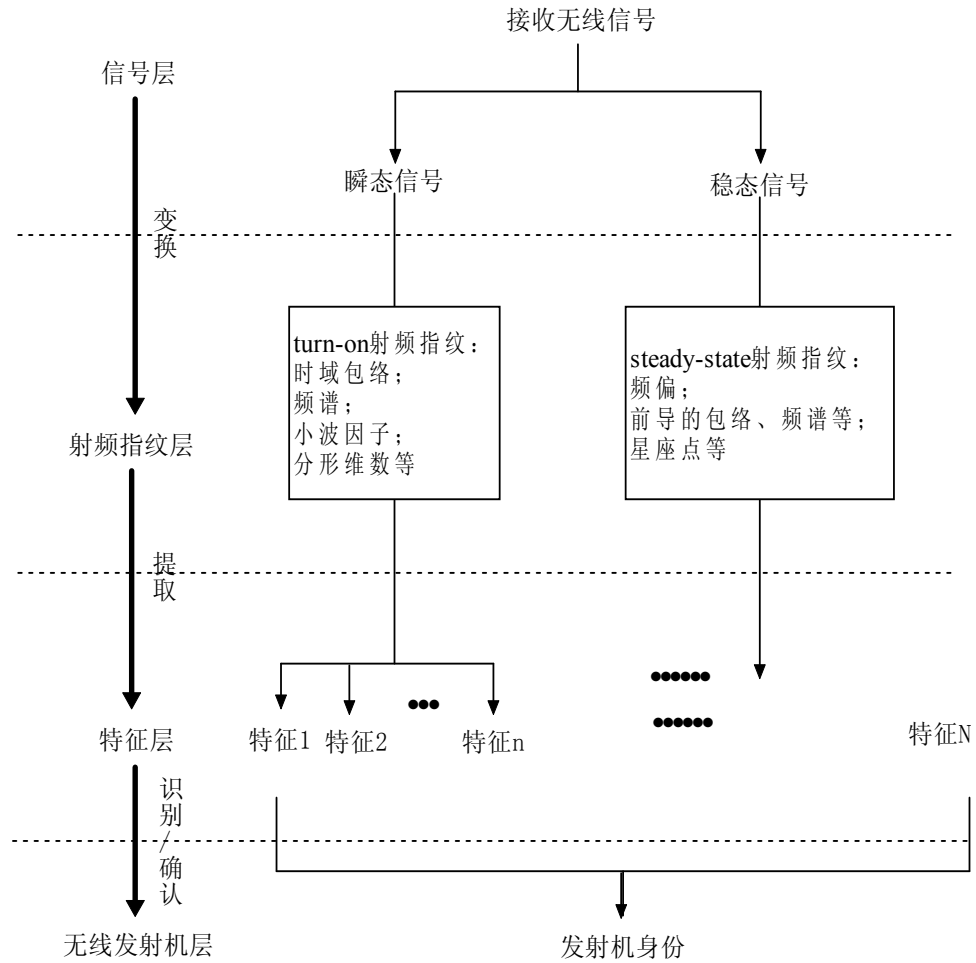 接收无线信号
信号层
瞬态信号
稳态信号
变换
turn-on射频指纹：
时域包络；
频谱；
小波因子；
分形维数等
steady-state射频指纹：
频偏；
前导的包络、频谱等；
星座点等
射频指纹层
提取
特征层
特征1
特征2
•••
特征n
••••••
••••••
特征N
识别/确认
无线发射机层
发射机身份